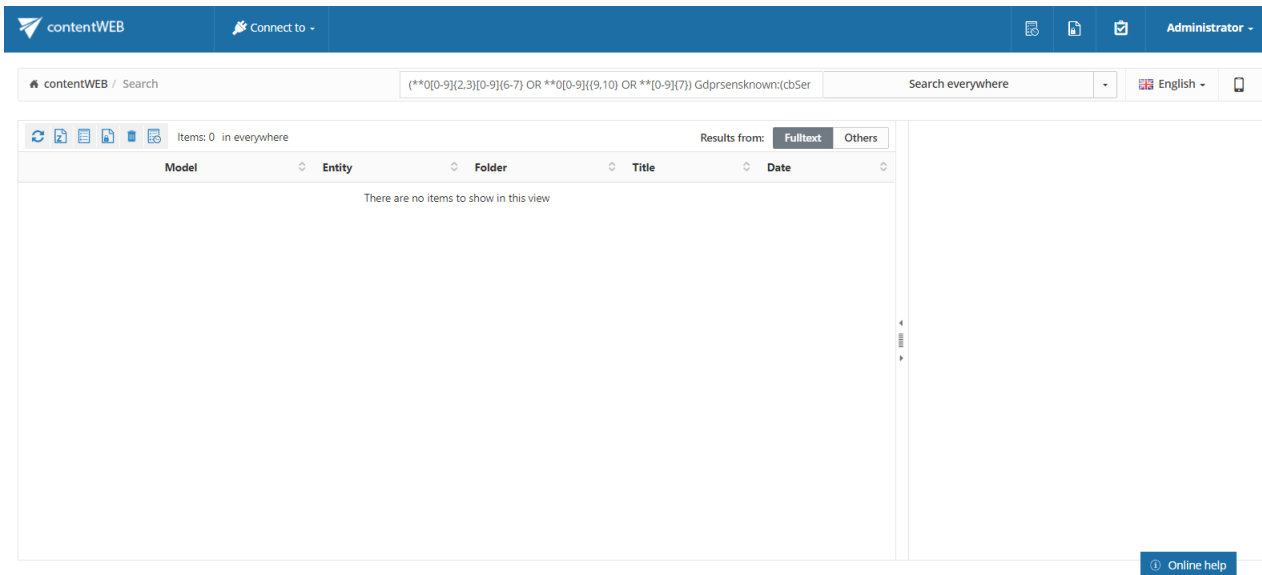 contentWEB Connect to Administrator
contentWEB / Search (**0[0-9]{2,3}[0-9]{6-7} OR **0[0-9]{{9,10} OR **[0-9]{7}) Gdprsensknown:(cbSer Search everywhere English
Items: 0 in everywhere Results from: Fulltext Others
Model Entity Folder Title Date
There are no items to show in this view
Online help